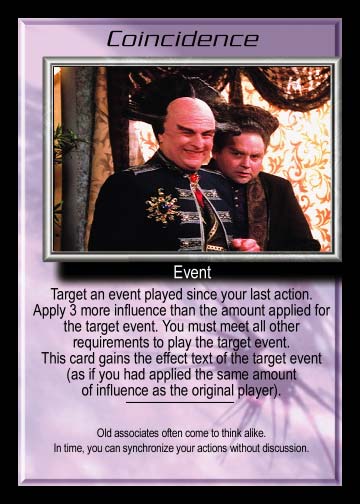 Coincidence
Event
Target an event played since your last action.
Apply 3 more influence than the amount applied for
the target event. You must meet all other
requirements to play the target event.
This card gains the effect text of the target event
(as if you had applied the same amount
of influence as the original player).
Old associates often come to think alike.
In time, you can synchronize your actions without discussion.